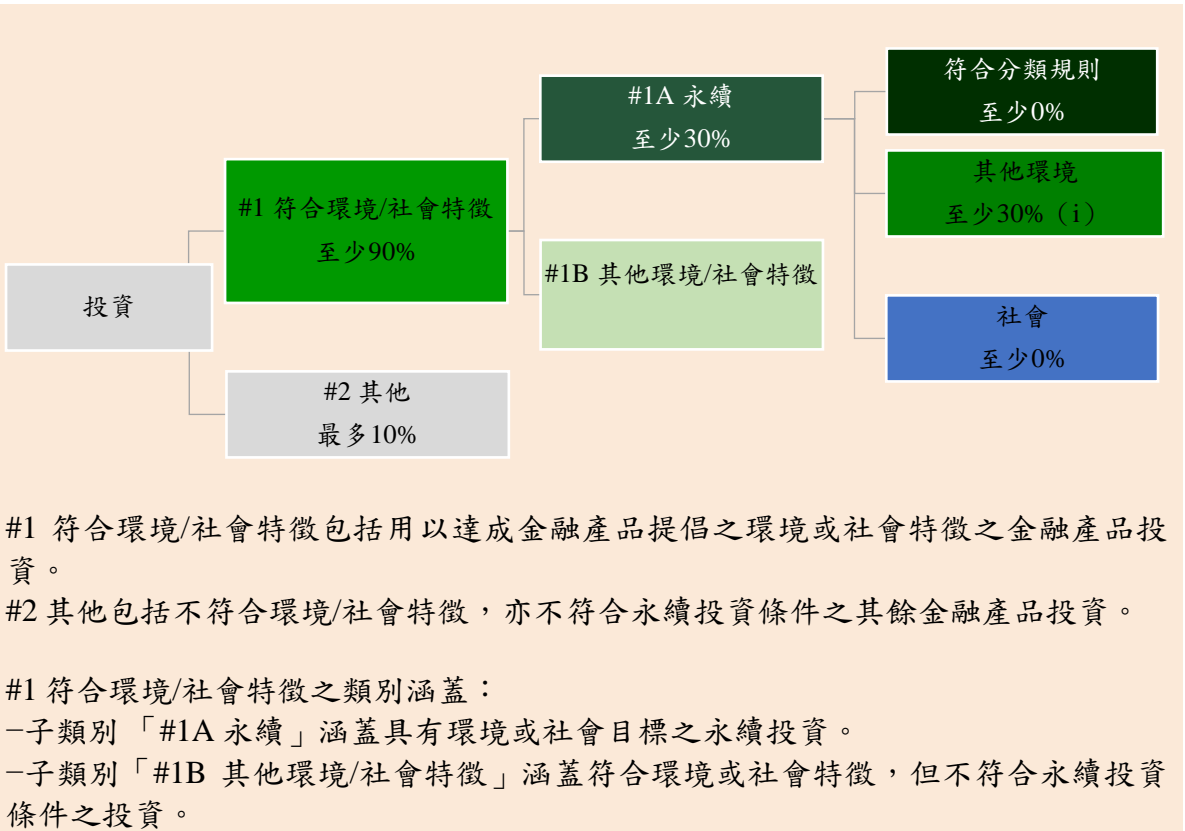 投資
#1 符合環境/社會特徵
至少90%
#2 其他
最多10%
#1A 永續
至少30%
#1B 其他環境/社會特徵
符合分類規則
至少0%
其他環境
至少30%（i）
社會
至少0%
#1 符合環境/社會特徵包括用以達成金融產品提倡之環境或社會特徵之金融產品投
資。
#2 其他包括不符合環境/社會特徵，亦不符合永續投資條件之其餘金融產品投資。
#1 符合環境/社會特徵之類別涵蓋：
−子類別「#1A 永續」涵蓋具有環境或社會目標之永續投資。
−子類別「#1B 其他環境/社會特徵」涵蓋符合環境或社會特徵，但不符合永續投資
條件之投資。